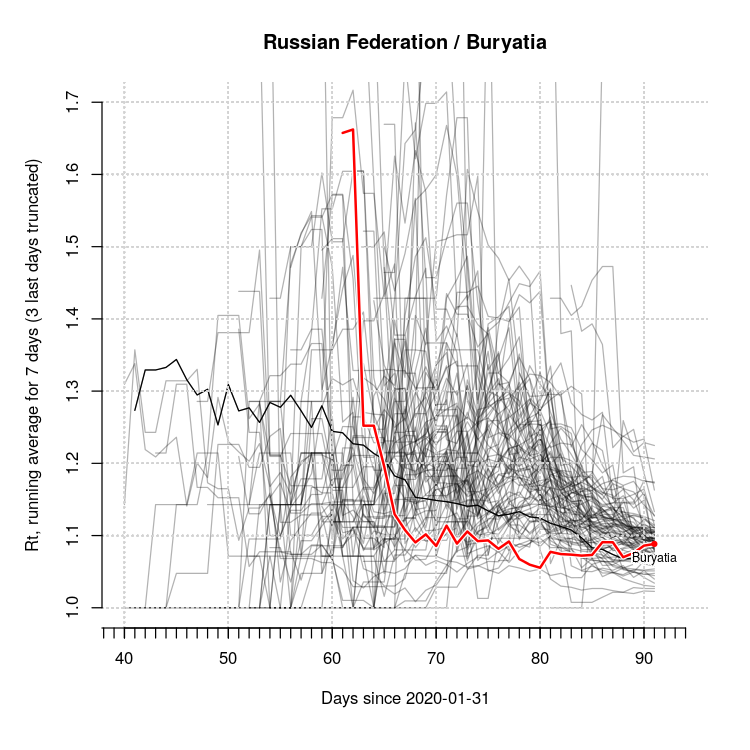 Russian Federation / Buryatia
Rt, running average for 7 days (3 last days truncated)
1.7
1.6
1.5
1.4
1.3
1.2
1.1
1.0
Buryatia
40 50 60 70 80 90
Days since 2020-01-31